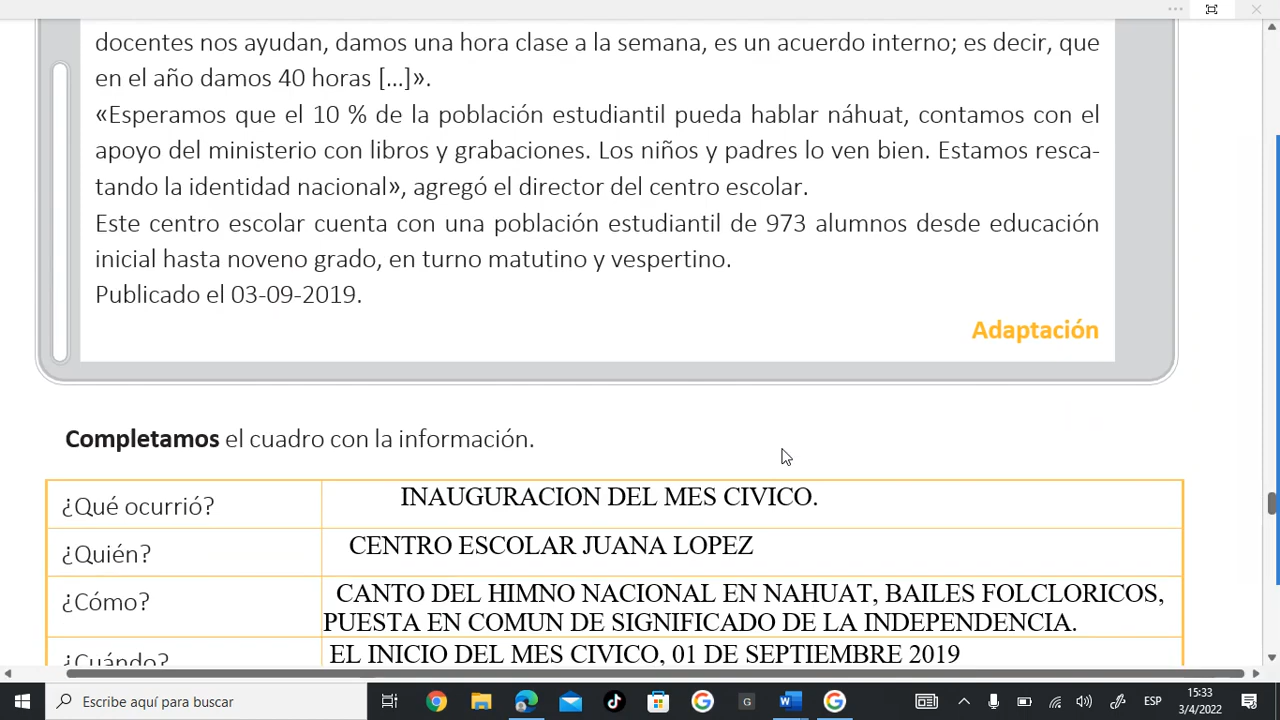 docentes nos ayudan, damos una hora clase a la semana, es un acuerdo interno; es decir, que
en el año damos 40 horas [...]».
«Esperamos que el 10 % de la población estudiantil pueda hablar náhuat, contamos con el
apoyo del ministerio con libros y grabaciones. Los niños y padres lo ven bien. Estamos resca-
tando la identidad nacional», agregó el director del centro escolar.
Este centro escolar cuenta con una población estudiantil de 973 alumnos desde educación
inicial hasta noveno grado, en turno matutino y vespertino.
Publicado el 03-09-2019.
Adaptación
Completamos el cuadro con la información.
¿Qué ocurrió? INAUGURACION DEL MES CIVICO.
¿Quién? CENTRO ESCOLAR JUANA LOPEZ
¿Cómo? CANTO DEL HIMNO NACIONAL EN NAHUAT, BAILES FOLCLORICOS,
PUESTA EN COMUN DE SIGNIFICADO DE LA INDEPENDENCIA.
¿Cuándo? EL INICIO DEL MES CIVICO, 01 DE SEPTIEMBRE 2019
Escribe aquí para buscar
G
ESP
15:33
3/4/2022